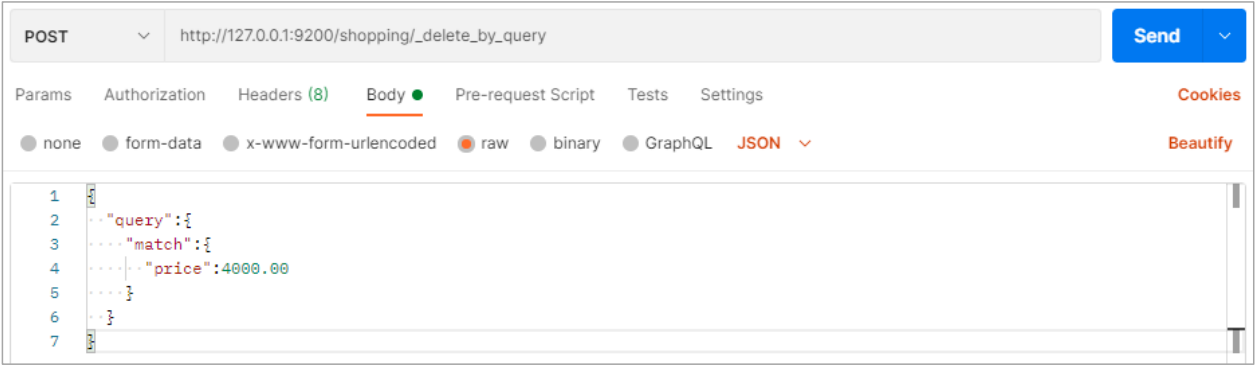 POST http://127.0.0.1:9200/shopping/_delete_by_query Send
Params Authorization Headers (8) Body Pre-request Script Tests Settings Cookies
none form-data x-www-form-urlencoded raw binary GraphQL JSON Beautify
1 {
2 "query":{
3 "match":{
4 "price":4000.00
5 }
6 }
7 }